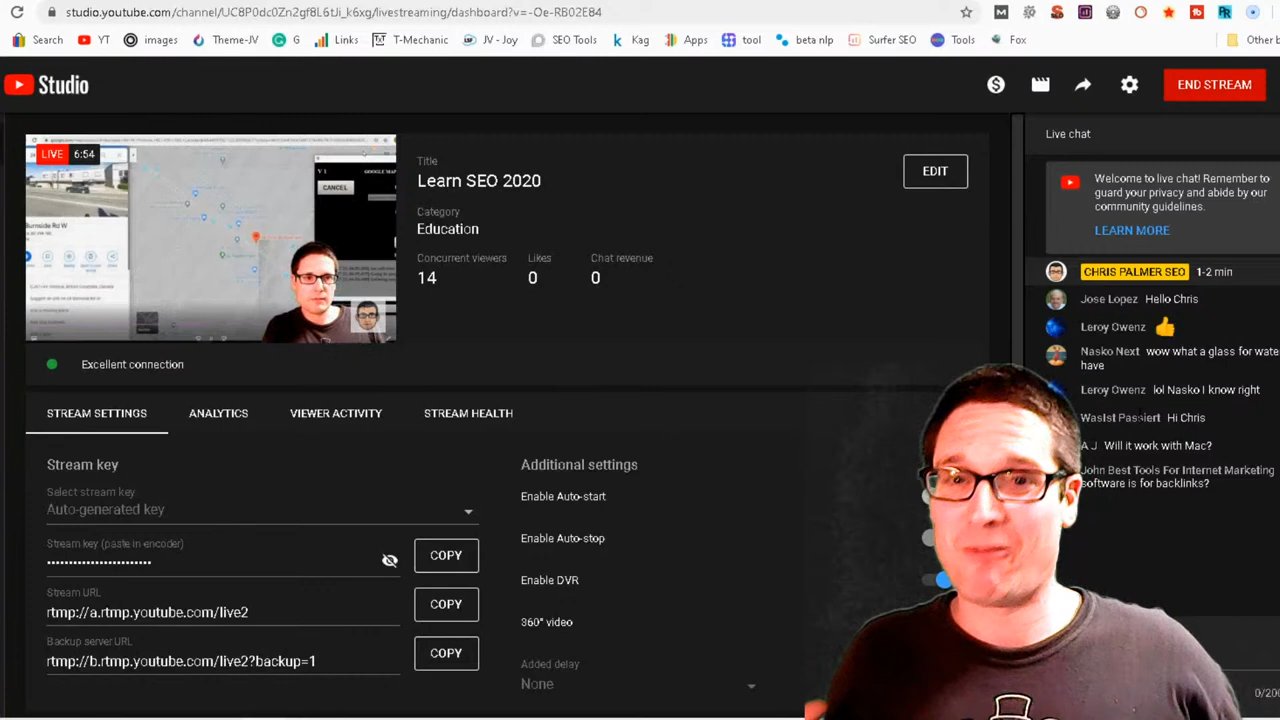 studio.youtube.com/channel/UC8P0dc0Zn2gf8L6tJi_k6xg/livestreaming/dashboard?v=-Oe-RB02E84
Search YT images Theme-JV G Links T-Mechanic JV - Joy SEO Tools Kag Apps tool beta nlp Surfer SEO Tools Fox Other b
Studio
END STREAM
LIVE 6:54
CANCEL
Burnside Rd W
Title
Learn SEO 2020
EDIT
Category
Education
Concurrent viewers Likes Chat revenue
14 0 0
Excellent connection
STREAM SETTINGS ANALYTICS VIEWER ACTIVITY STREAM HEALTH
Stream key
Select stream key
Auto-generated key
Stream key (paste in encoder)
COPY
Stream URL
rtmp://a.rtmp.youtube.com/live2
COPY
Backup server URL
rtmp://b.rtmp.youtube.com/live2?backup=1
COPY
Additional settings
Enable Auto-start
Enable Auto-stop
Enable DVR
360° video
Added delay
None
Live chat
Welcome to live chat! Remember to
guard your privacy and abide by our
community guidelines.
LEARN MORE
CHRIS PALMER SEO 1-2 min
Jose Lopez Hello Chris
Leroy Owenz
Nasko Next wow what a glass for wate
have
Leroy Owenz lol Nasko I know right
Wasist Passiert Hi Chris
A J Will it work with Mac?
John Best Tools For Internet Marketing
software is for backlinks?
0/200